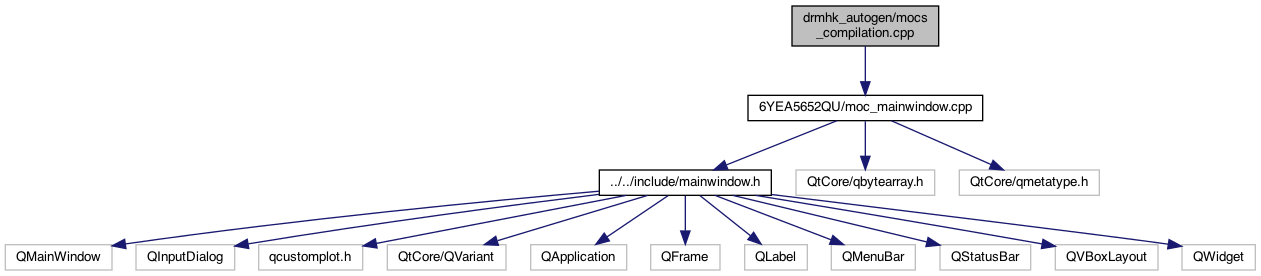 drmhk_autogen/mocs
_compilation.cpp
6YEA5652QU/moc_mainwindow.cpp
../../include/mainwindow.h
QtCore/qbytearray.h
QtCore/qmetatype.h
QMainWindow
QInputDialog
qcustomplot.h
QtCore/QVariant
QApplication
QFrame
QLabel
QMenuBar
QStatusBar
QVBoxLayout
QWidget